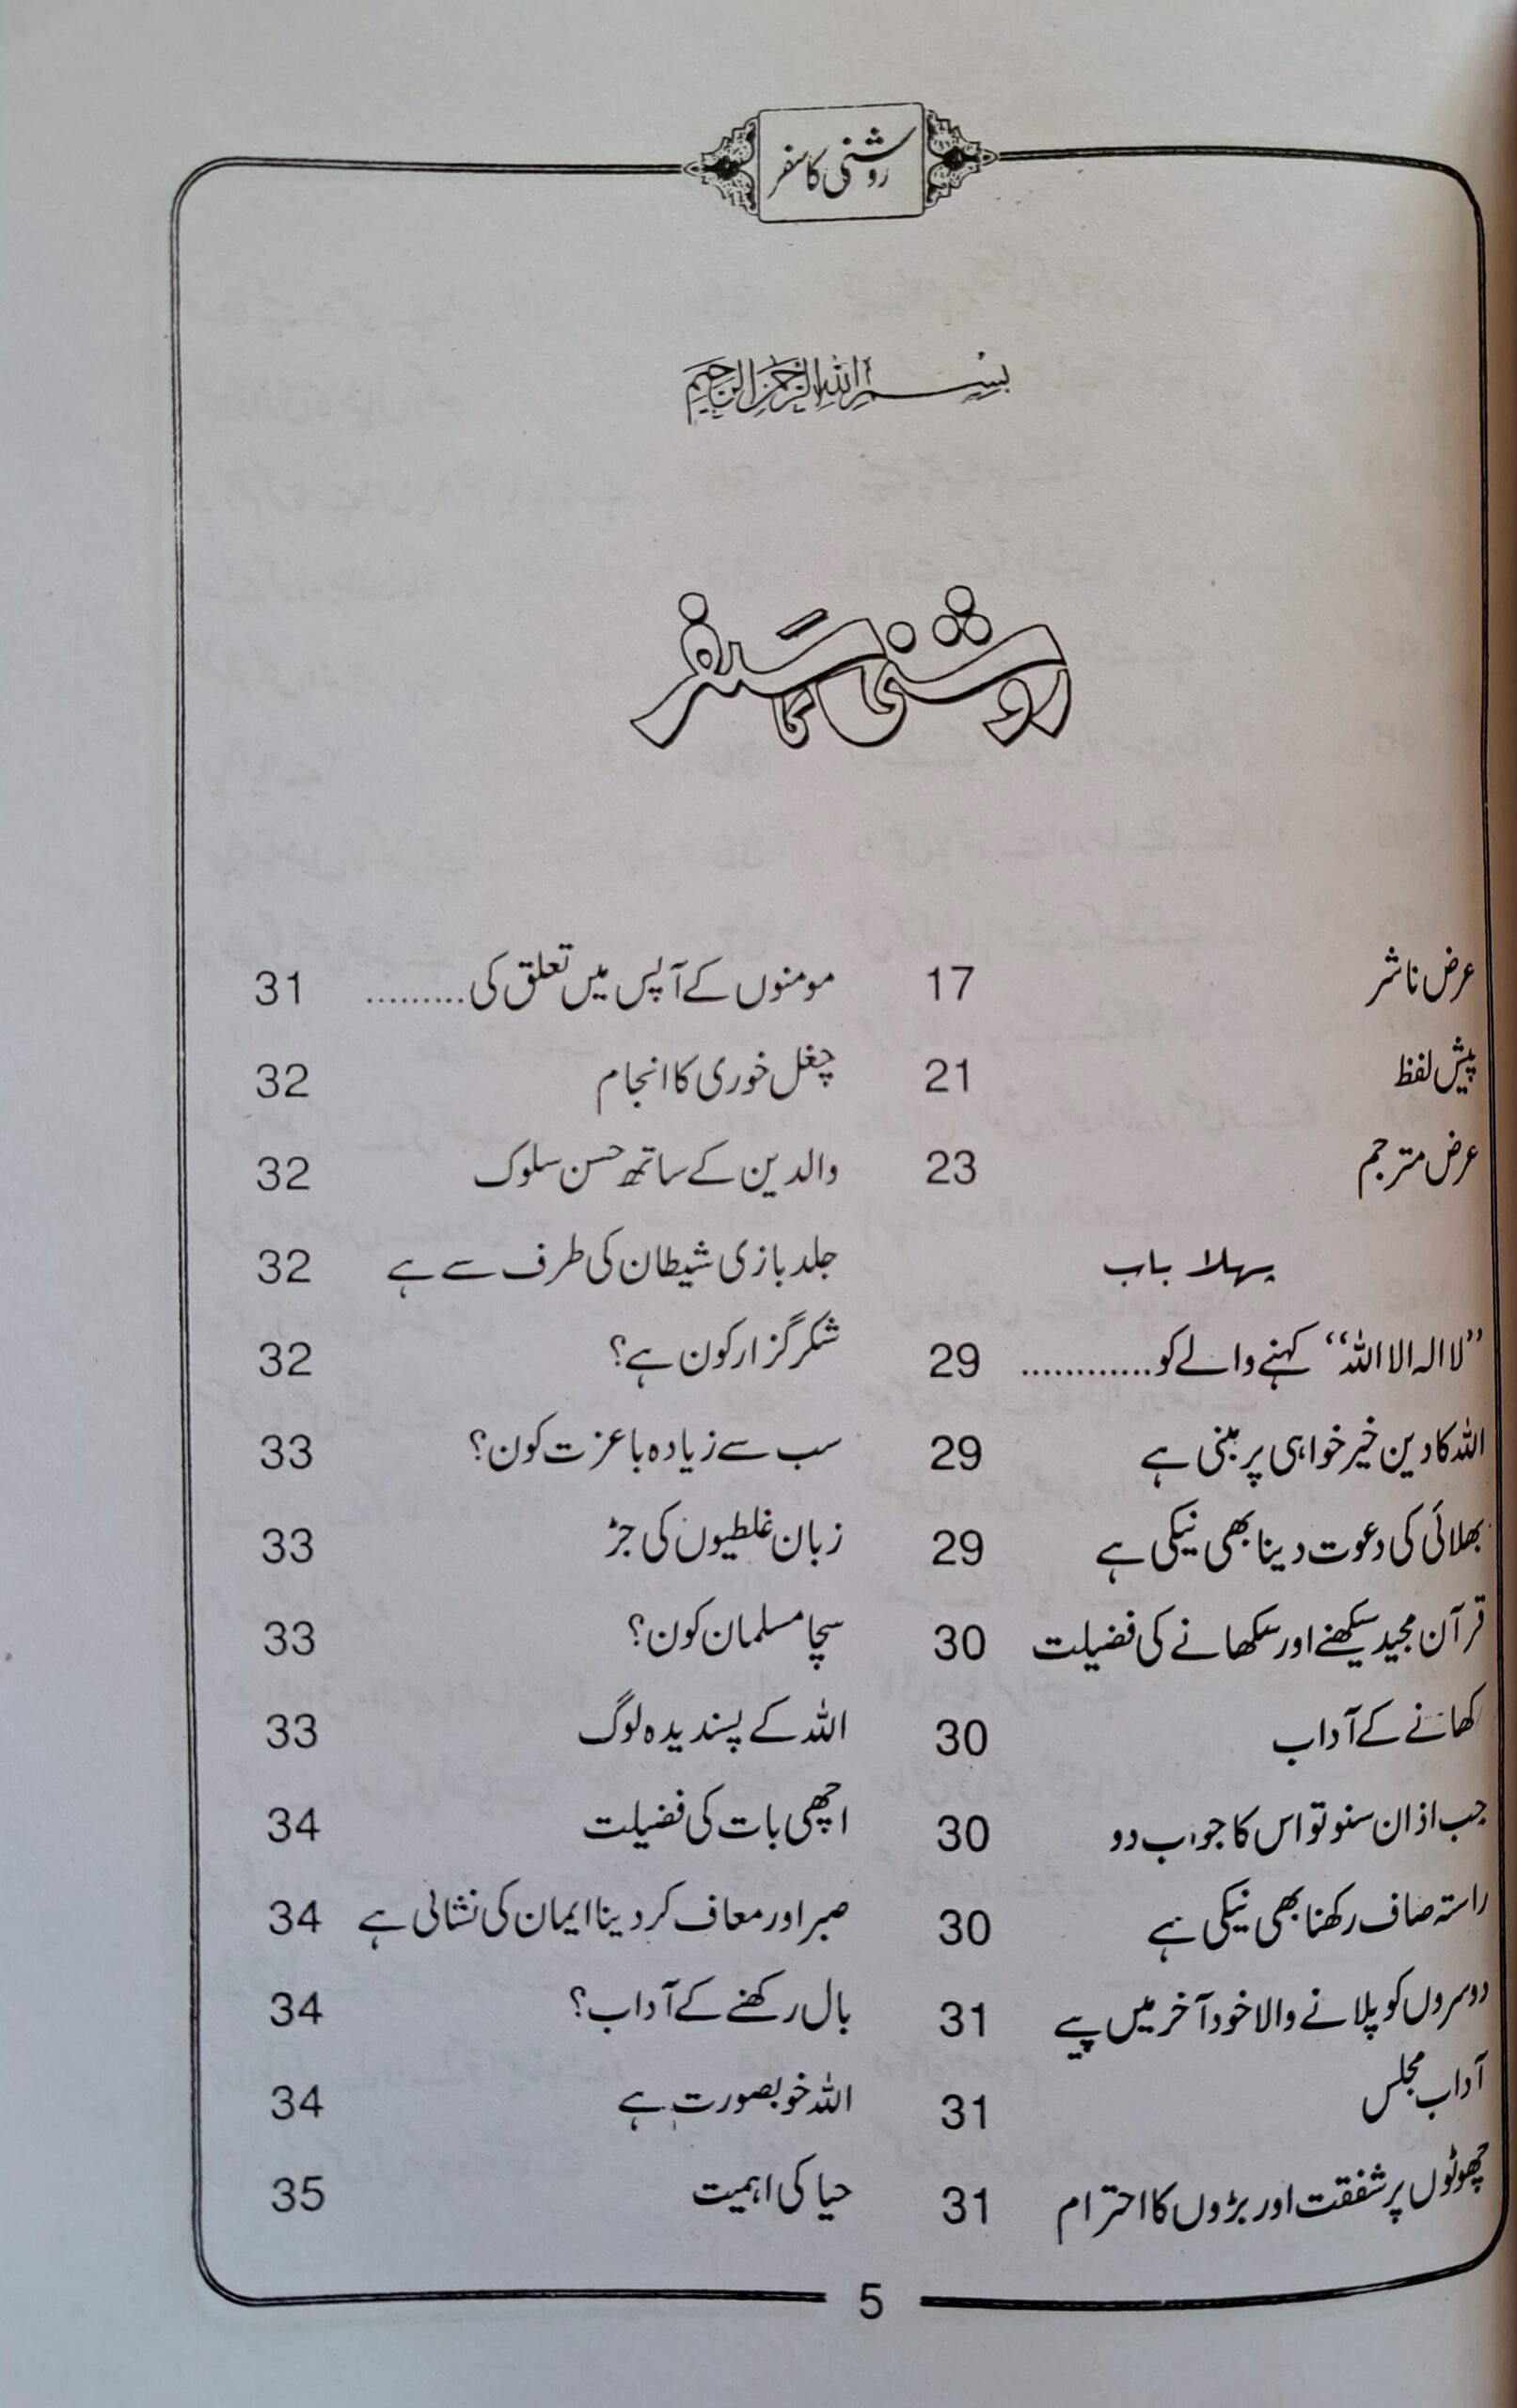 روشنی کا سفر
بسم اللہ الرحمن الرحیم
روشنی کا سفر
عرض ناشر 17
پیش لفظ 21
عرض مترجم 23
پہلا باب
”لا الہ الا اللہ“ کہنے والے کو............ 29
اللہ کا دین خیر خواہی پر مبنی ہے 29
بھلائی کی دعوت دینا بھی نیکی ہے 29
قرآن مجید سیکھنے اور سکھانے کی فضیلت 30
کھانے کے آداب 30
جب اذان سنو تو اس کا جواب دو 30
راستہ صاف رکھنا بھی نیکی ہے 30
دوسروں کو پلانے والا خود آخر میں پیے 31
آداب مجلس 31
چھوٹوں پر شفقت اور بڑوں کا احترام 31
مومنوں کے آپس میں تعلق کی......... 31
چغل خوری کا انجام 32
والدین کے ساتھ حسن سلوک 32
جلد بازی شیطان کی طرف سے ہے 32
شکر گزار کون ہے؟ 32
سب سے زیادہ باعزت کون؟ 33
زبان غلطیوں کی جڑ 33
سچا مسلمان کون؟ 33
اللہ کے پسندیدہ لوگ 33
اچھی بات کی فضیلت 34
صبر اور معاف کر دینا ایمان کی نشانی ہے 34
بال رکھنے کے آداب؟ 34
اللہ خوبصورت ہے 34
حیا کی اہمیت 35
5